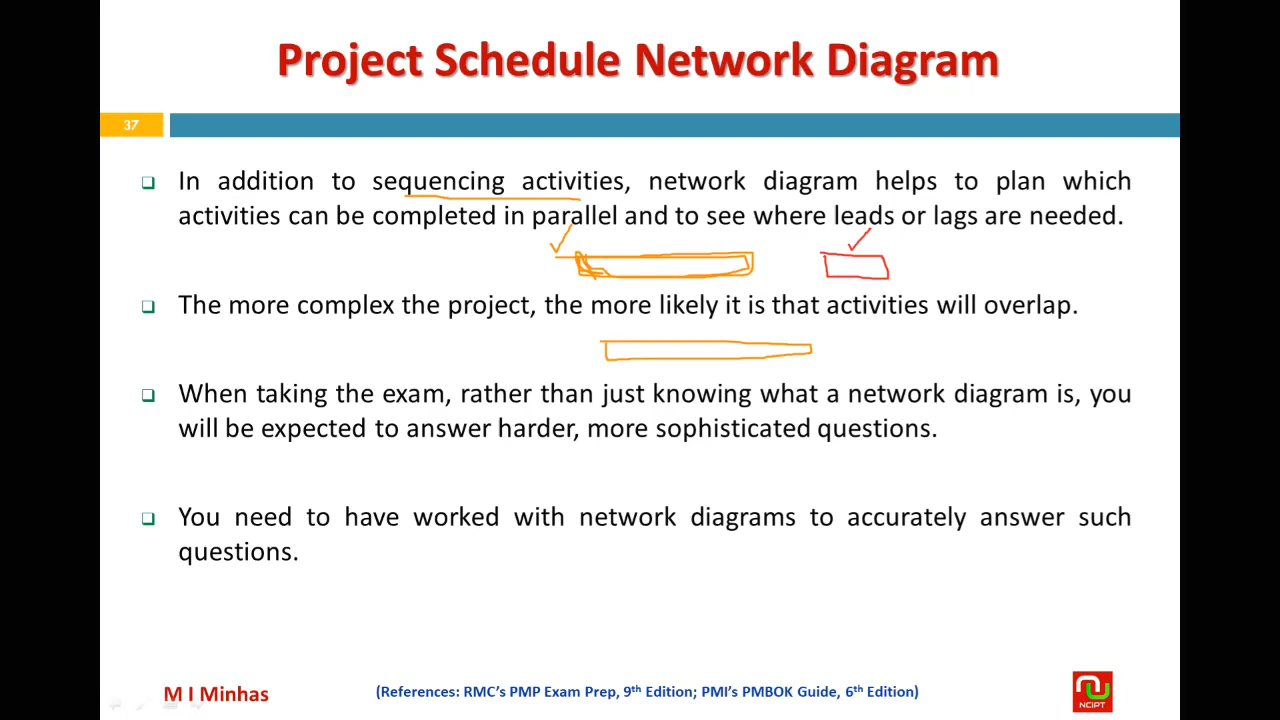 Project Schedule Network Diagram
37
In addition to sequencing activities, network diagram helps to plan which
activities can be completed in parallel and to see where leads or lags are needed.
The more complex the project, the more likely it is that activities will overlap.
When taking the exam, rather than just knowing what a network diagram is, you
will be expected to answer harder, more sophisticated questions.
You need to have worked with network diagrams to accurately answer such
questions.
M I Minhas
(References: RMC's PMP Exam Prep, 9th Edition; PMI's PMBOK Guide, 6th Edition)
NCIPT